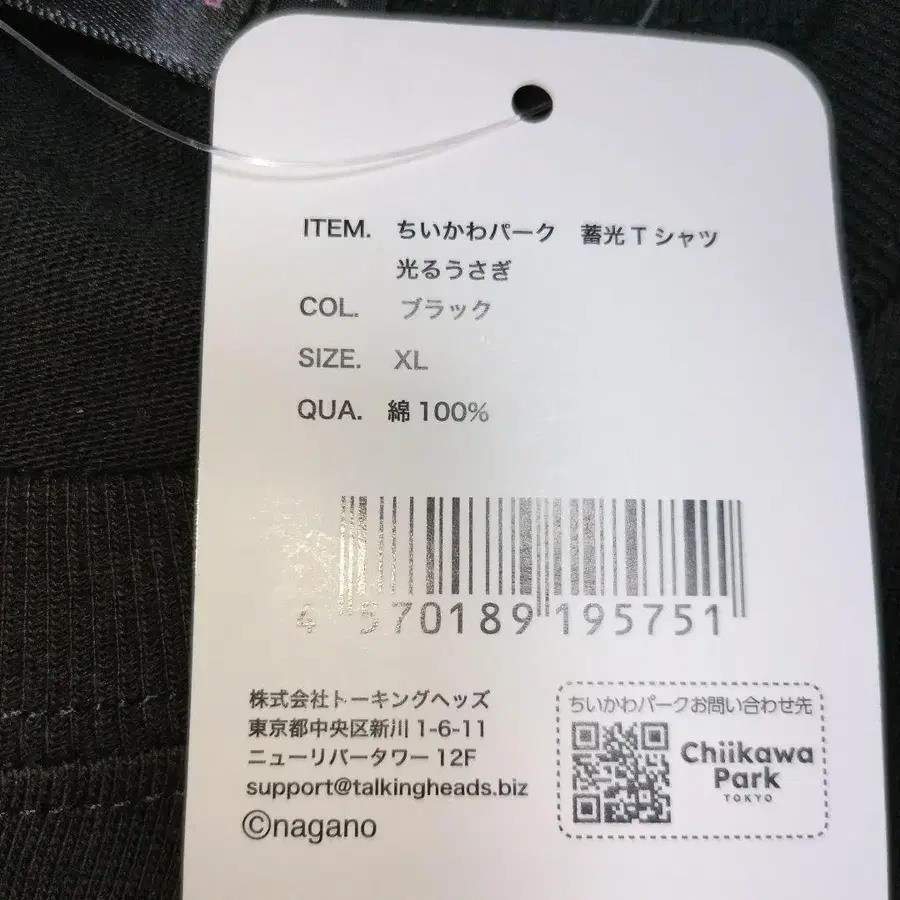 ITEM. ちいかわパーク 蓄光Tシャツ
光るうさぎ
COL. ブラック
SIZE. XL
QUA. 綿100%
4 570189 195751
株式会社トーキングヘッズ
東京都中央区新川1-6-11
ニューリバータワー12F
support@talkingheads.biz
©nagano
ちいかわパークお問い合わせ先
Chiikawa
Park
TOKYO